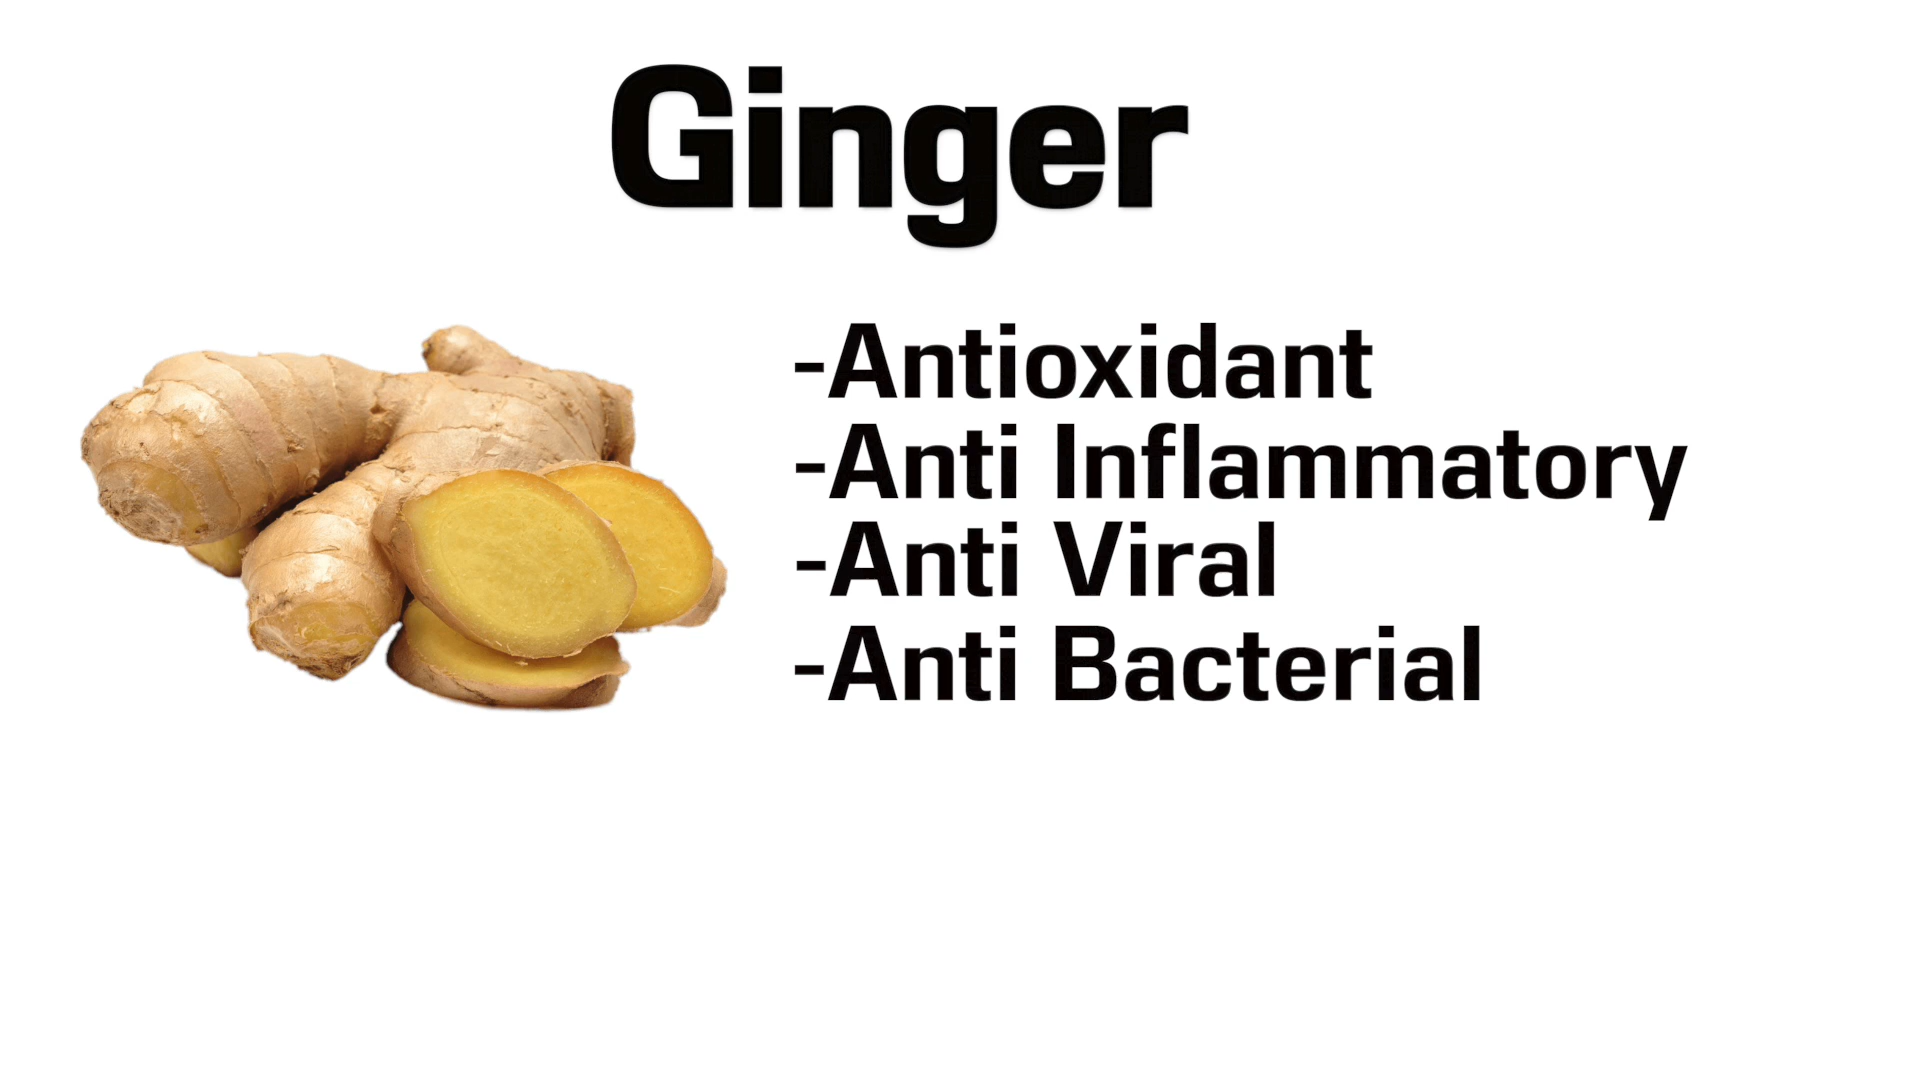 Ginger
-Antioxidant
-Anti Inflammatory
-Anti Viral
-Anti Bacterial